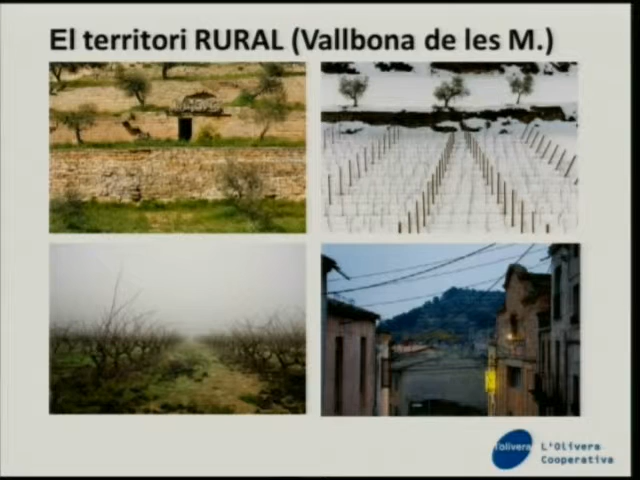 El territori RURAL (Vallbona de les M.)
l'olivera
L'Olivera
Cooperativa